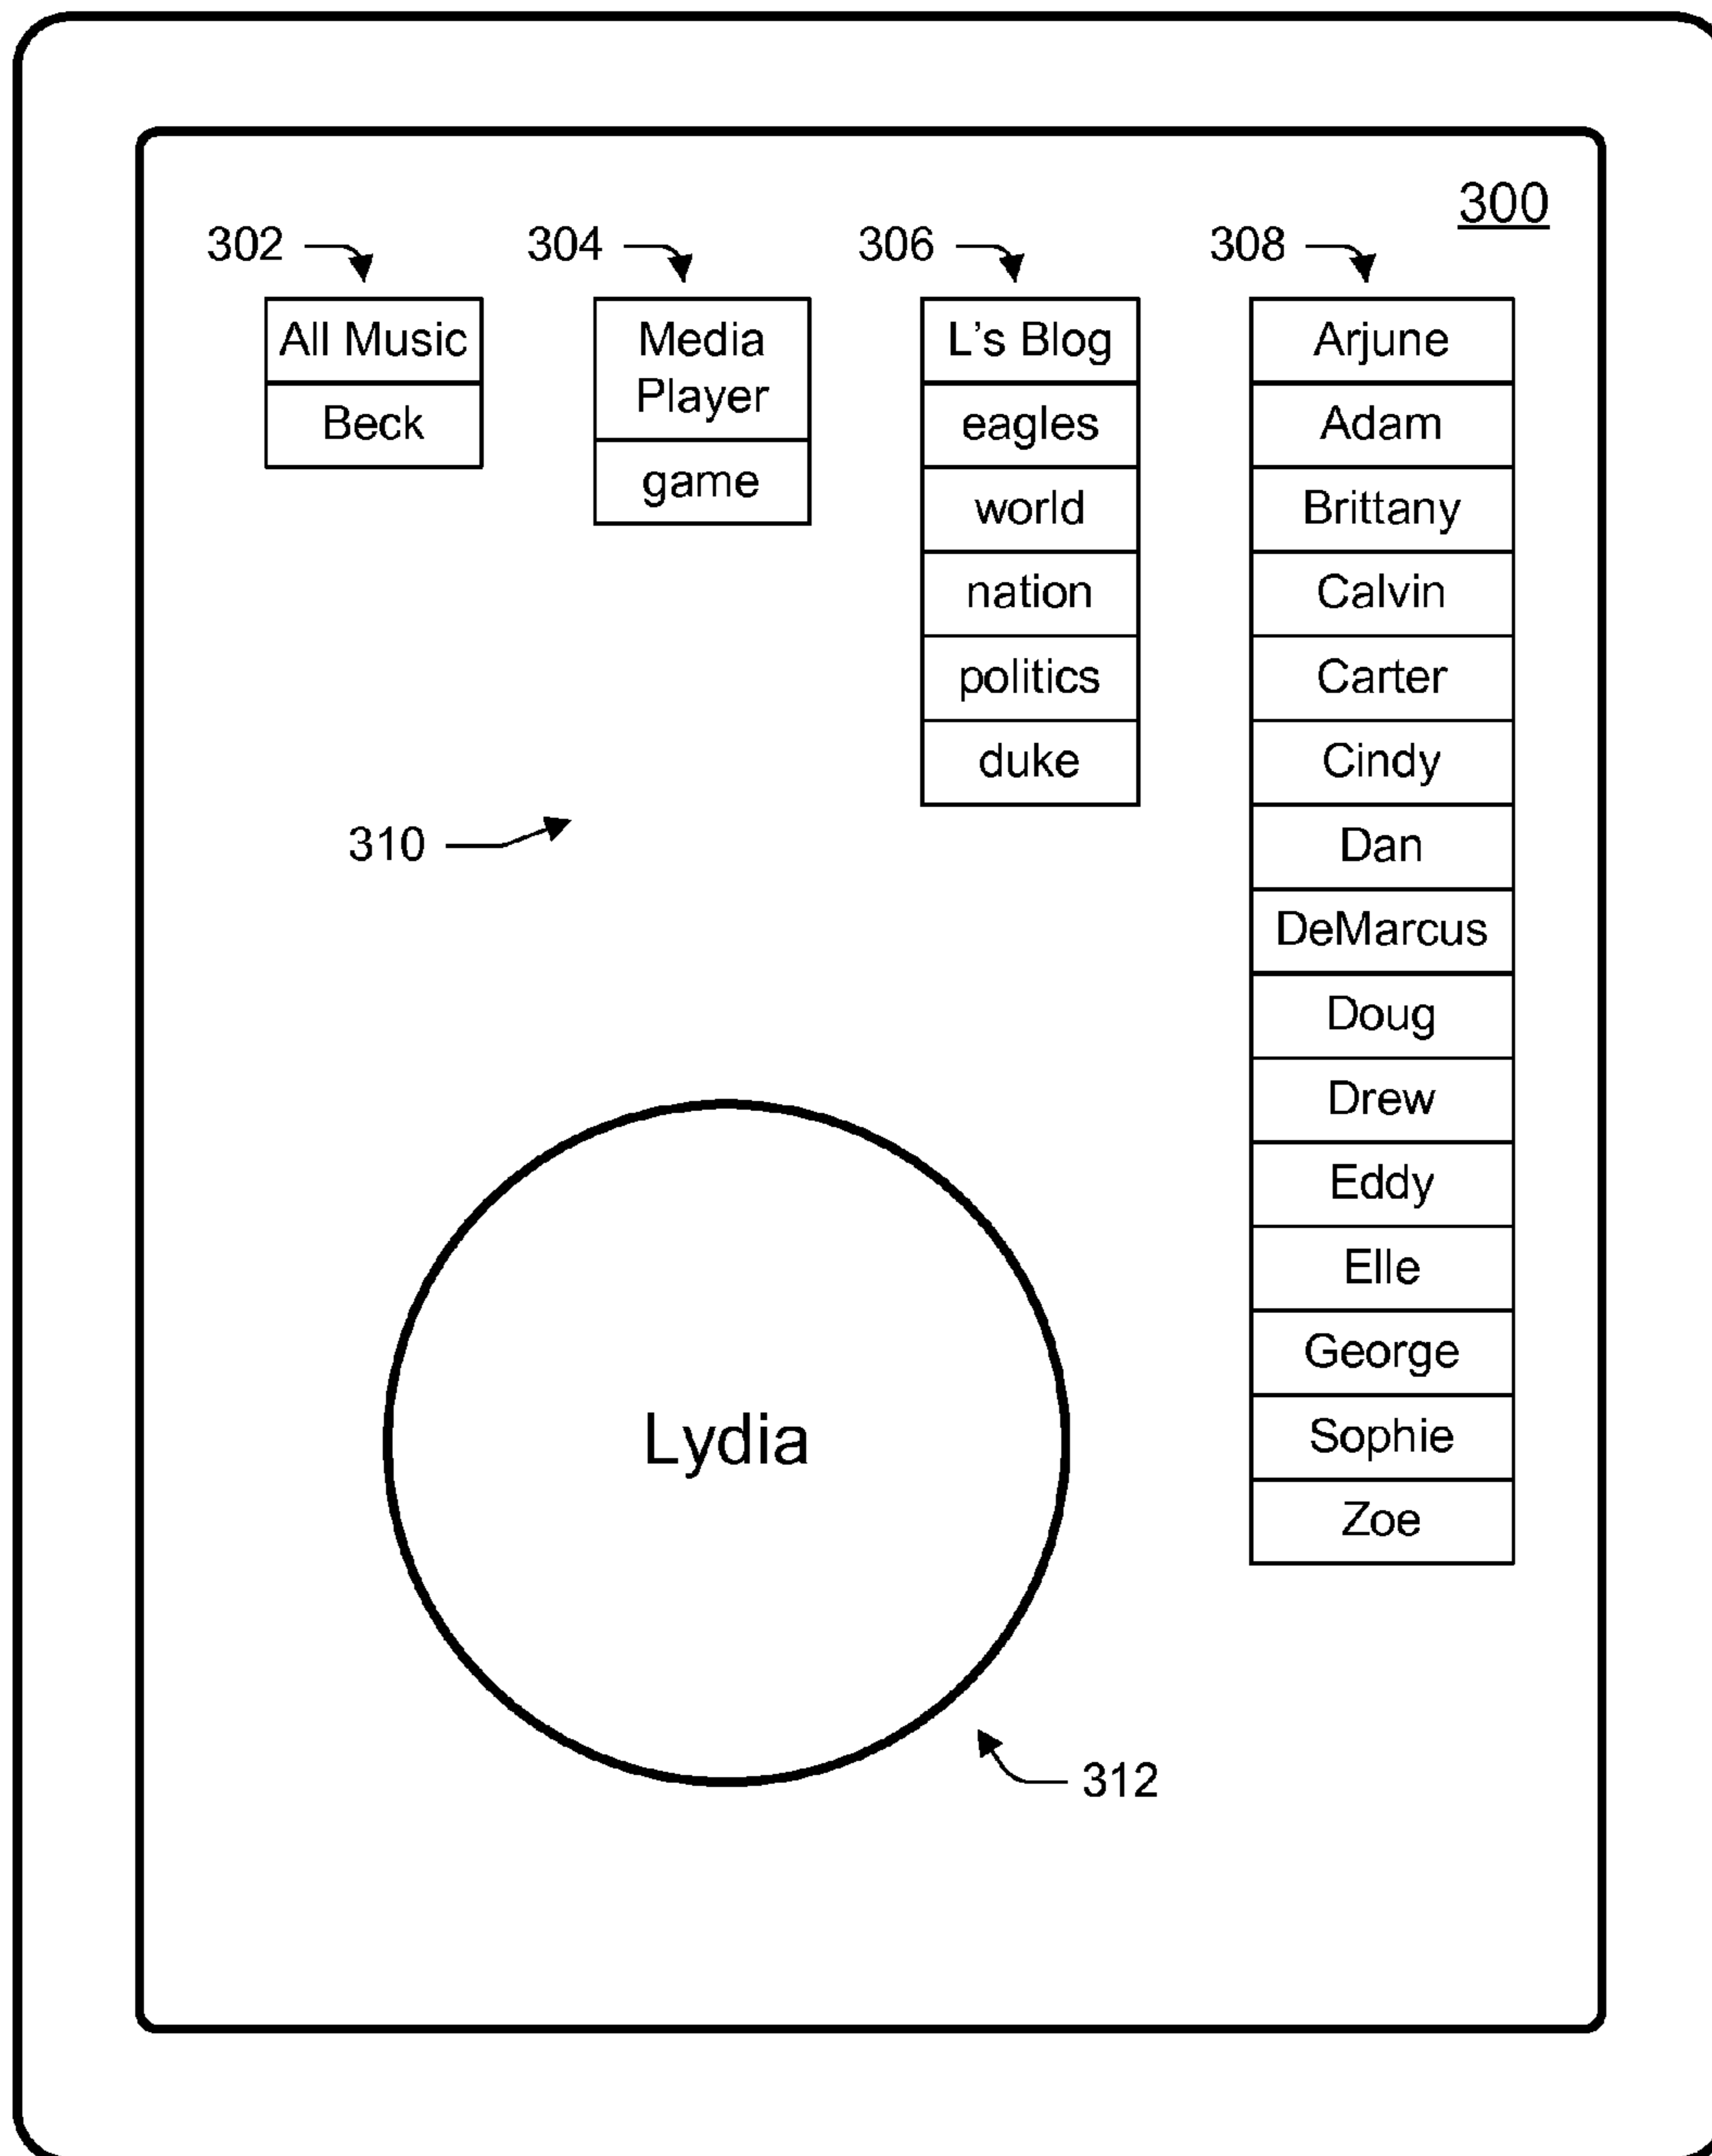 300
302
304
306
308
All Music
Beck
Media
Player
game
L's Blog
eagles
world
nation
politics
duke
Arjune
Adam
Brittany
Calvin
Carter
Cindy
Dan
DeMarcus
Doug
Drew
Eddy
Elle
George
Sophie
Zoe
310
Lydia
312